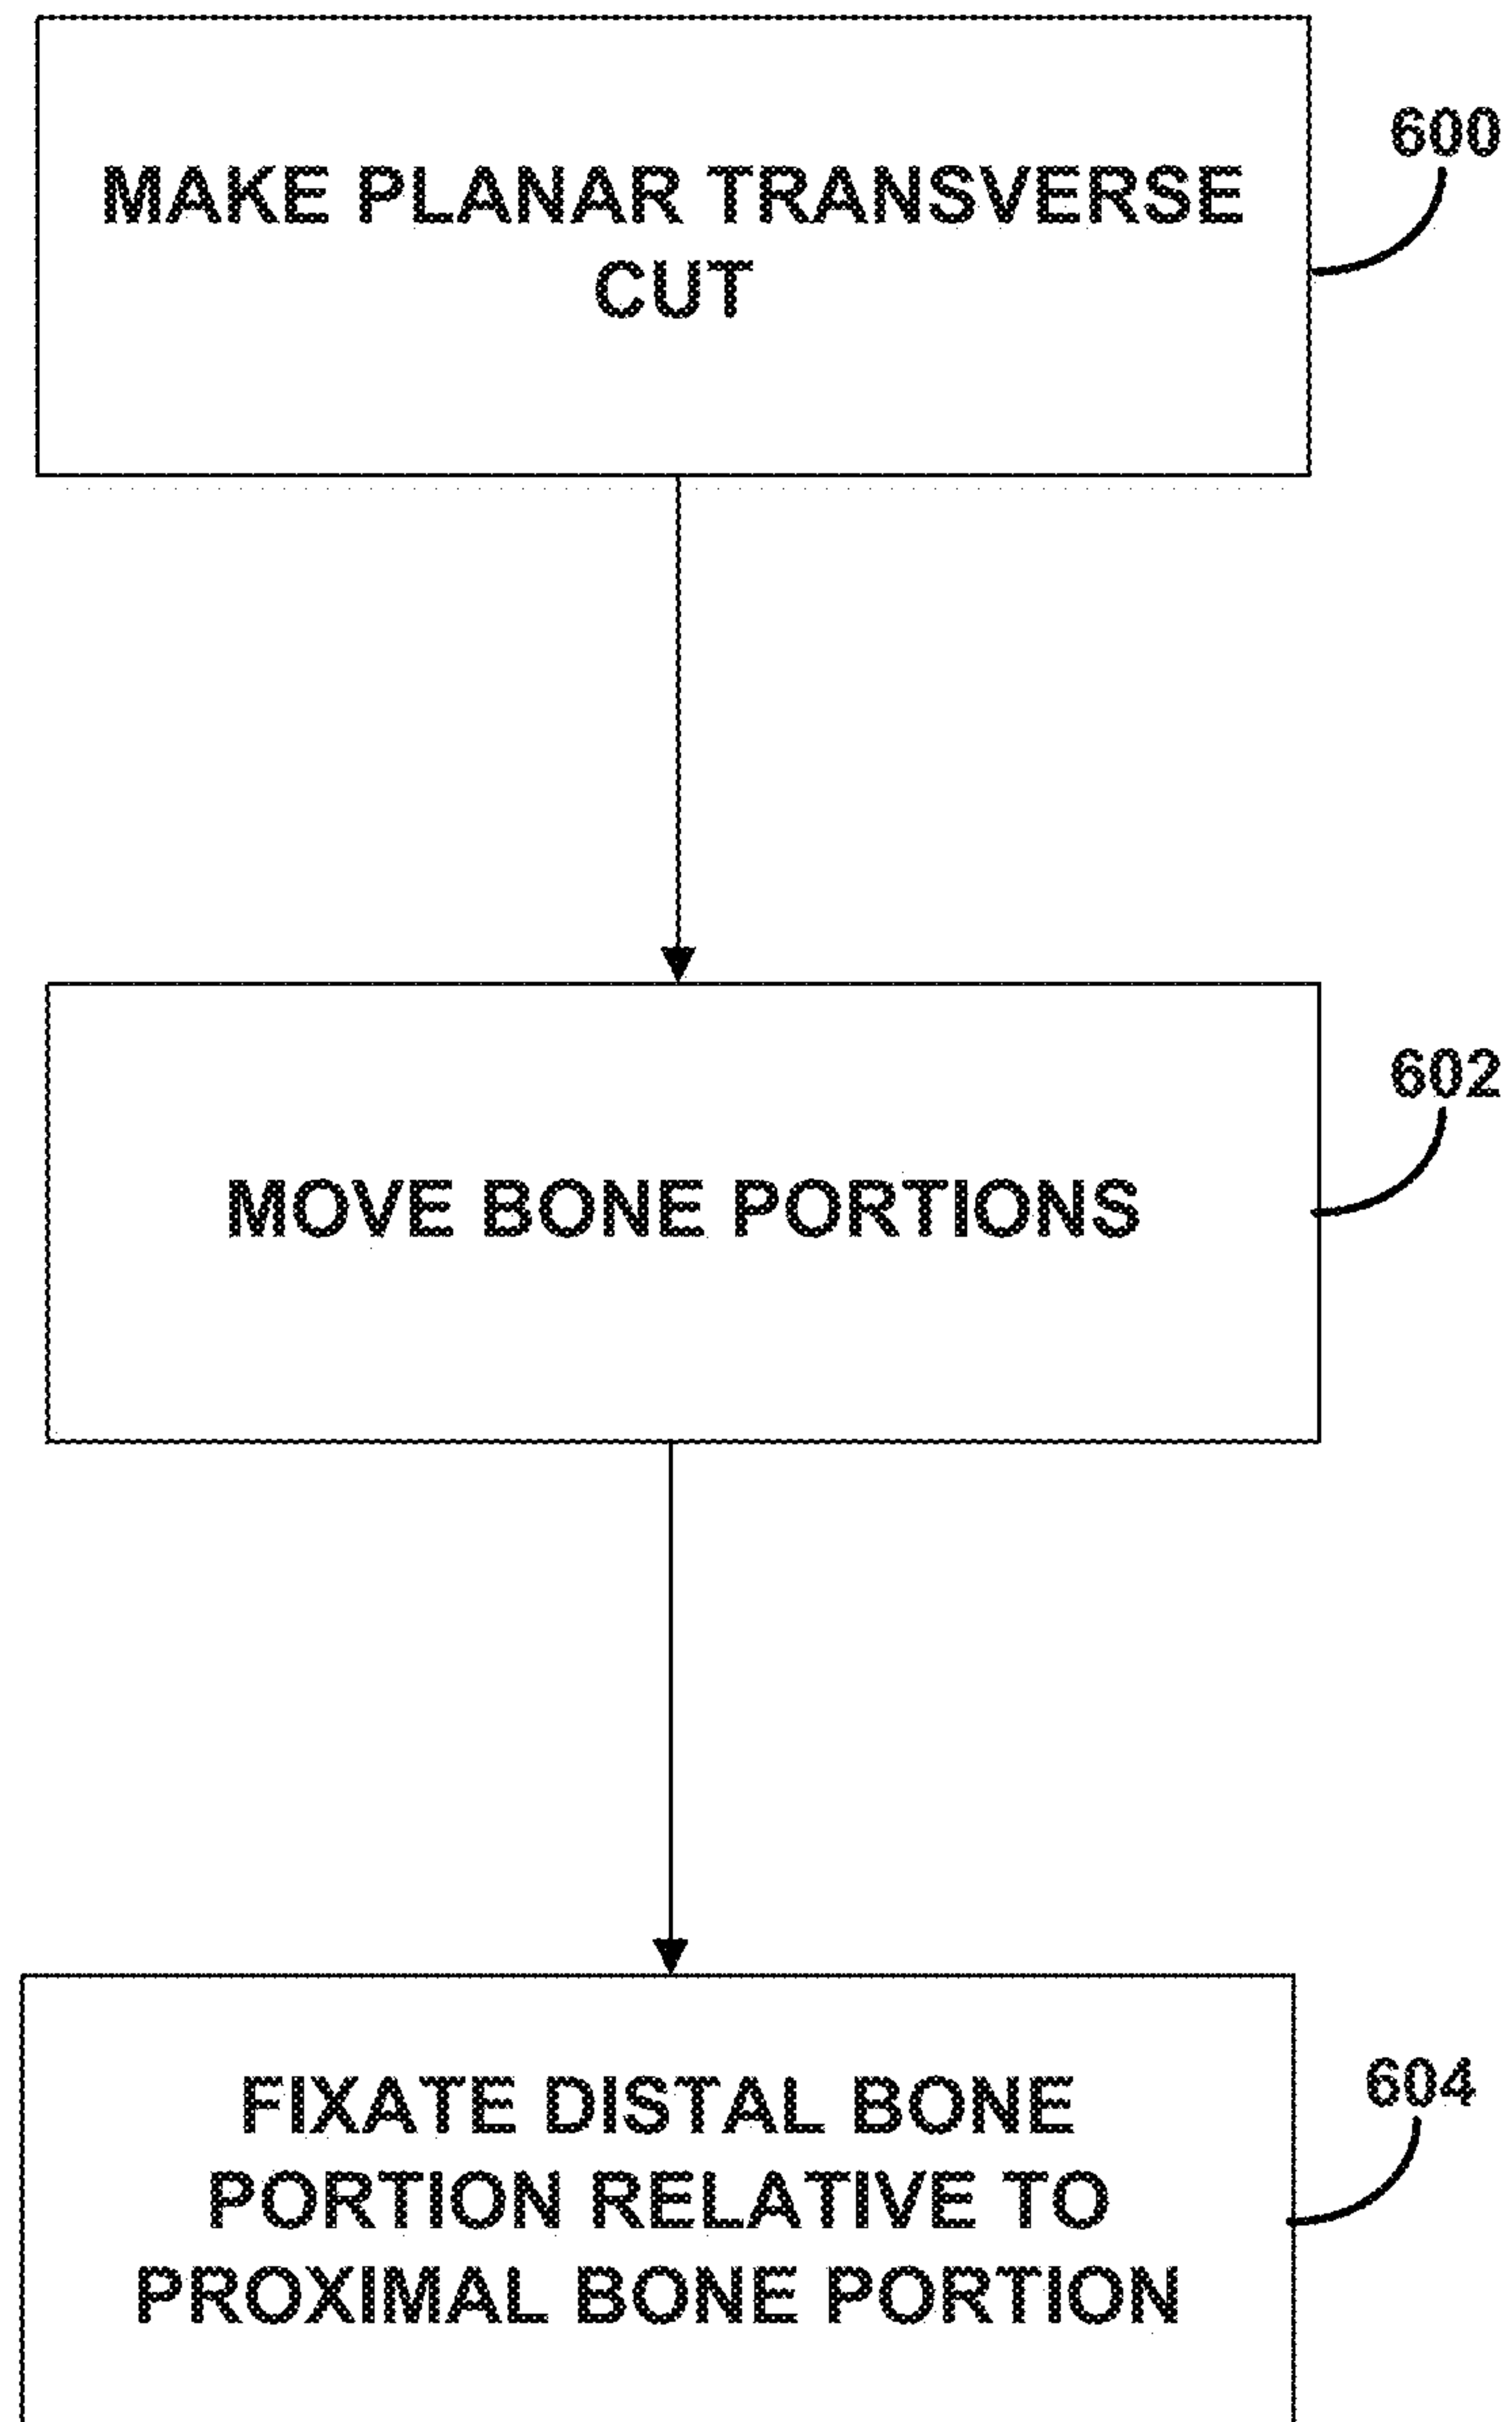 MAKE PLANAR TRANSVERSE
CUT
600
MOVE BONE PORTIONS
602
FIXATE DISTAL BONE
PORTION RELATIVE TO
PROXIMAL BONE PORTION
604